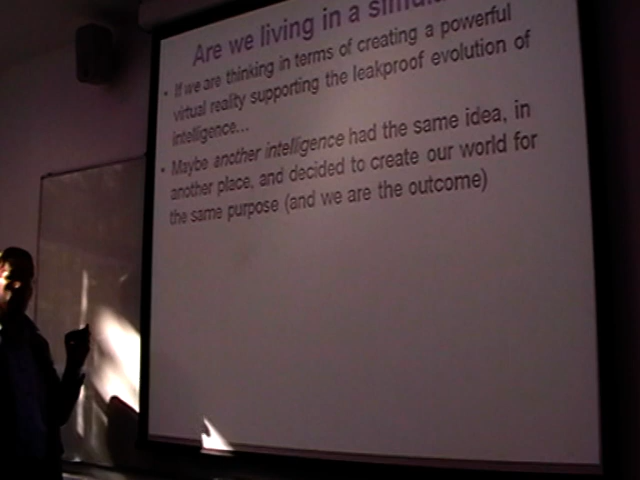 Are we living in a
• If we are thinking in terms of creating a powerful
virtual reality supporting the leakproof evolution of
intelligence...
• Maybe another intelligence had the same idea, in
another place, and decided to create our world for
the same purpose (and we are the outcome)